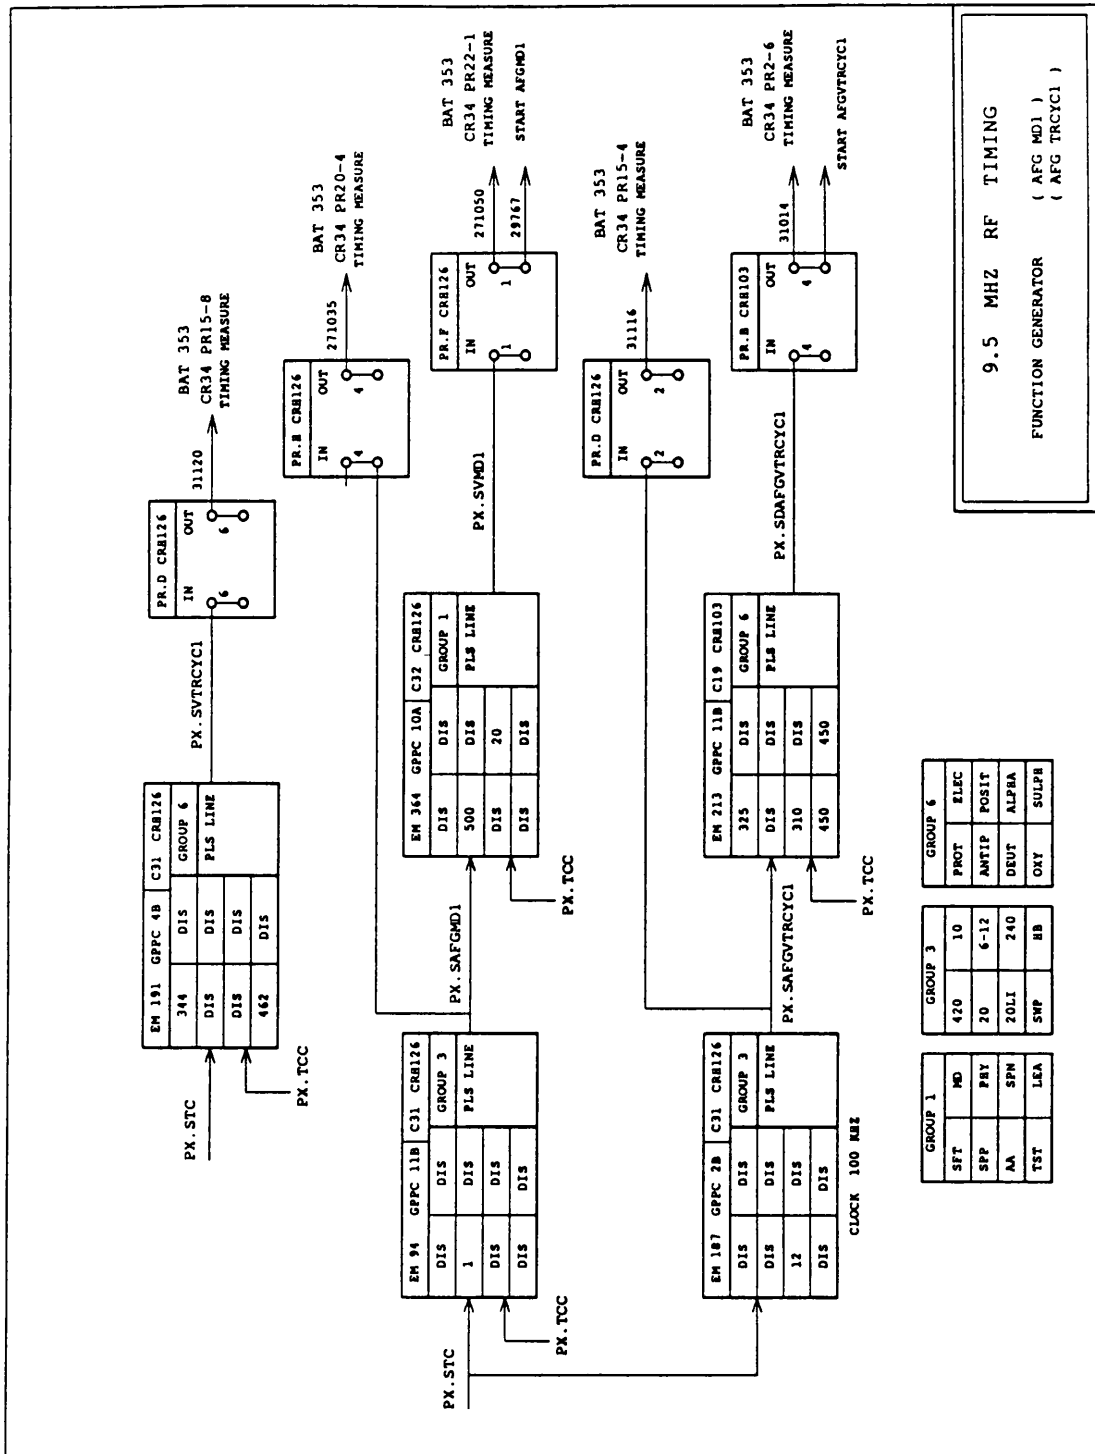 BAT 353
CR34 PR15-8
TIMING MEASURE
31120
PR.D CRB126
IN OUT
6 6
PX.SVTRCYC1
EM 191 GPPC 4B C31 CRB126
344 DIS GROUP 6
DIS DIS PLS LINE
DIS DIS
462 DIS
PX.STC
PX.TCC
BAT 353
CR34 PR20-4
TIMING MEASURE
271035
PR.B CRB126
IN OUT
4 4
BAT 353
CR34 PR22-1
TIMING MEASURE
271050
START AFGMD1
29767
PR.F CRB126
IN OUT
1 1
PX.SVMD1
EM 364 GPPC 10A C32 CRB126
DIS DIS GROUP 1
500 DIS PLS LINE
DIS 20
DIS DIS
PX.TCC
PX.SAFGMD1
EM 94 GPPC 11B C31 CRB126
DIS DIS GROUP 3
1 DIS PLS LINE
DIS DIS
DIS DIS
PX.STC
PX.TCC
BAT 353
CR34 PR15-4
TIMING MEASURE
31116
PR.D CRB126
IN OUT
2 2
BAT 353
CR34 PR2-6
TIMING MEASURE
31014
START AFGVTRCYC1
PR.B CRB103
IN OUT
4 4
PX.SDAFGVTRCYC1
EM 213 GPPC 11B C19 CRB103
325 DIS GROUP 6
DIS DIS PLS LINE
310 DIS
450 450
PX.TCC
PX.SAFGVTRCYC1
EM 187 GPPC 2B C31 CRB126
DIS DIS GROUP 3
DIS DIS PLS LINE
12 DIS
DIS DIS
CLOCK 100 KHZ
GROUP 1
SFT MD
SPP PHY
AA SPN
TST LEA
GROUP 3
420 10
20 6-12
20LI 240
SWP HB
GROUP 6
PROT ELEC
ANTIP POSIT
DEUT ALPHA
OXY SULPH
9.5 MHZ RF TIMING
FUNCTION GENERATOR ( AFG MD1 )
( AFG TRCYC1 )